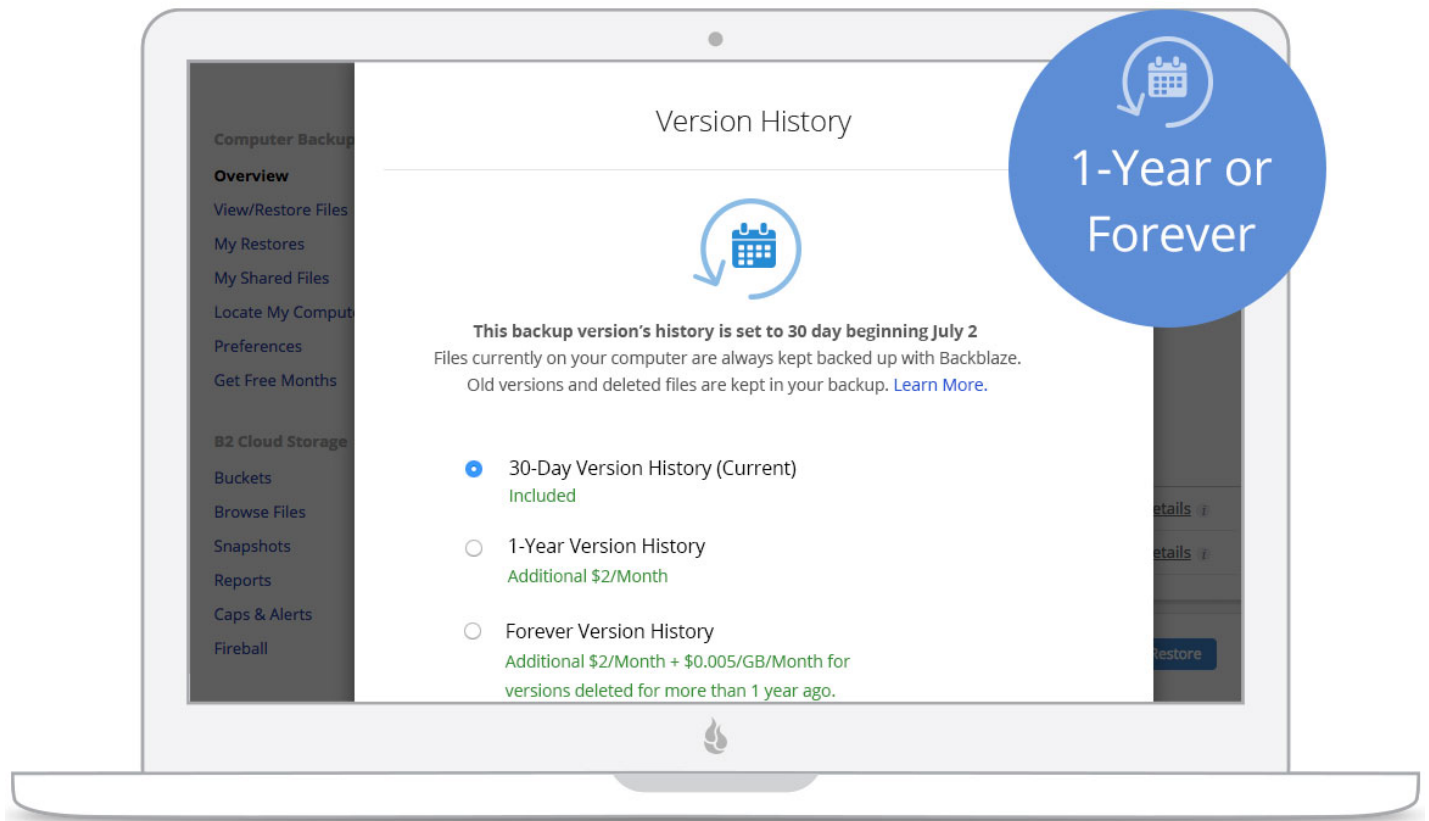 1-Year or
Forever
Version History
Computer Backup
Overview
View/Restore Files
My Restores
My Shared Files
Locate My Compute
Preferences
Get Free Months
B2 Cloud Storage
Buckets
Browse Files
Snapshots
Reports
Caps & Alerts
Fireball
This backup version’s history is set to 30 day beginning July 2
Files currently on your computer are always kept backed up with Backblaze.
Old versions and deleted files are kept in your backup. Learn More.
30-Day Version History (Current)
Included
1-Year Version History
Additional $2/Month
Forever Version History
Additional $2/Month + $0.005/GB/Month for
versions deleted for more than 1 year ago.
etails i
etails i
Restore